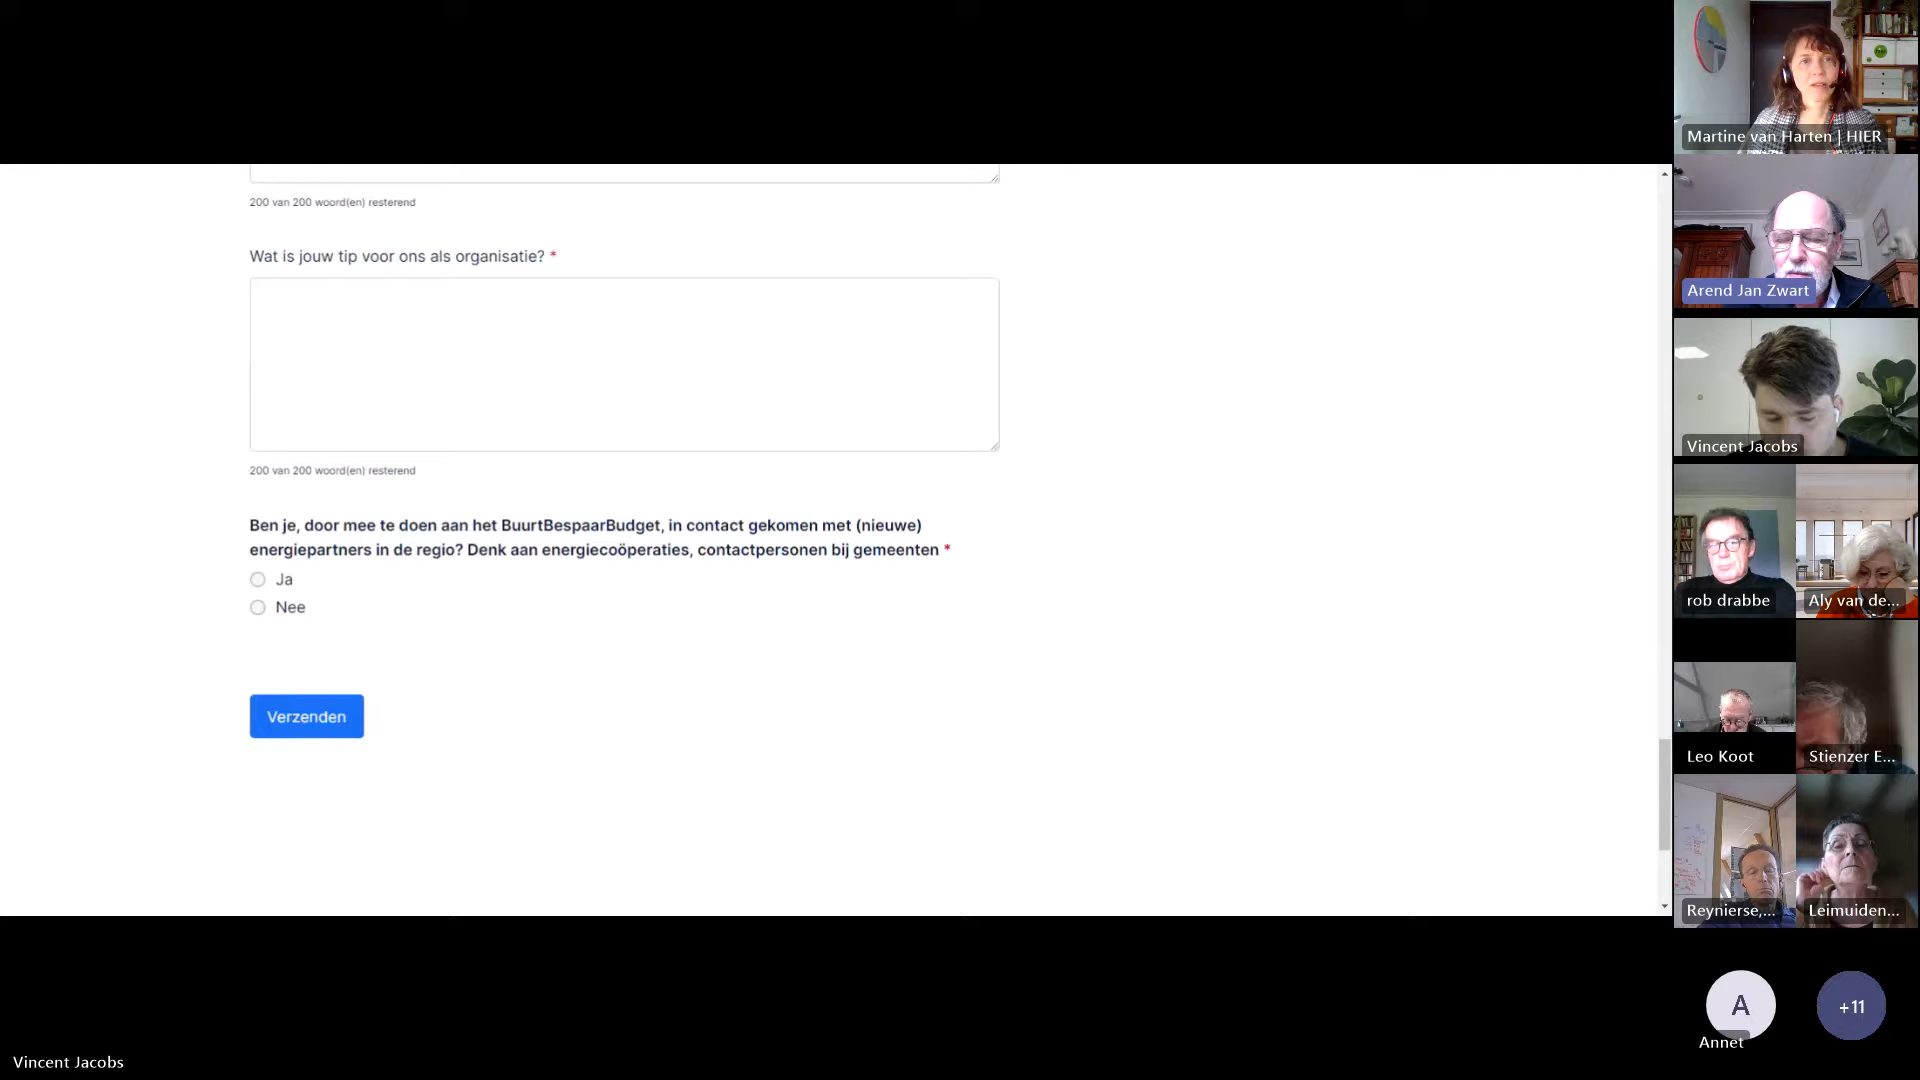 200 van 200 woord(en) resterend
Wat is jouw tip voor ons als organisatie? *
200 van 200 woord(en) resterend
Ben je, door mee te doen aan het BuurtBespaarBudget, in contact gekomen met (nieuwe)
energiepartners in de regio? Denk aan energiecoöperaties, contactpersonen bij gemeenten *
Ja
Nee
Verzenden
Martine van Harten | HIER
Arend Jan Zwart
Vincent Jacobs
rob drabbe
Aly van de...
Leo Koot
Stienzer E...
Reynierse,...
Leimuiden...
A
Annet
+11
Vincent Jacobs